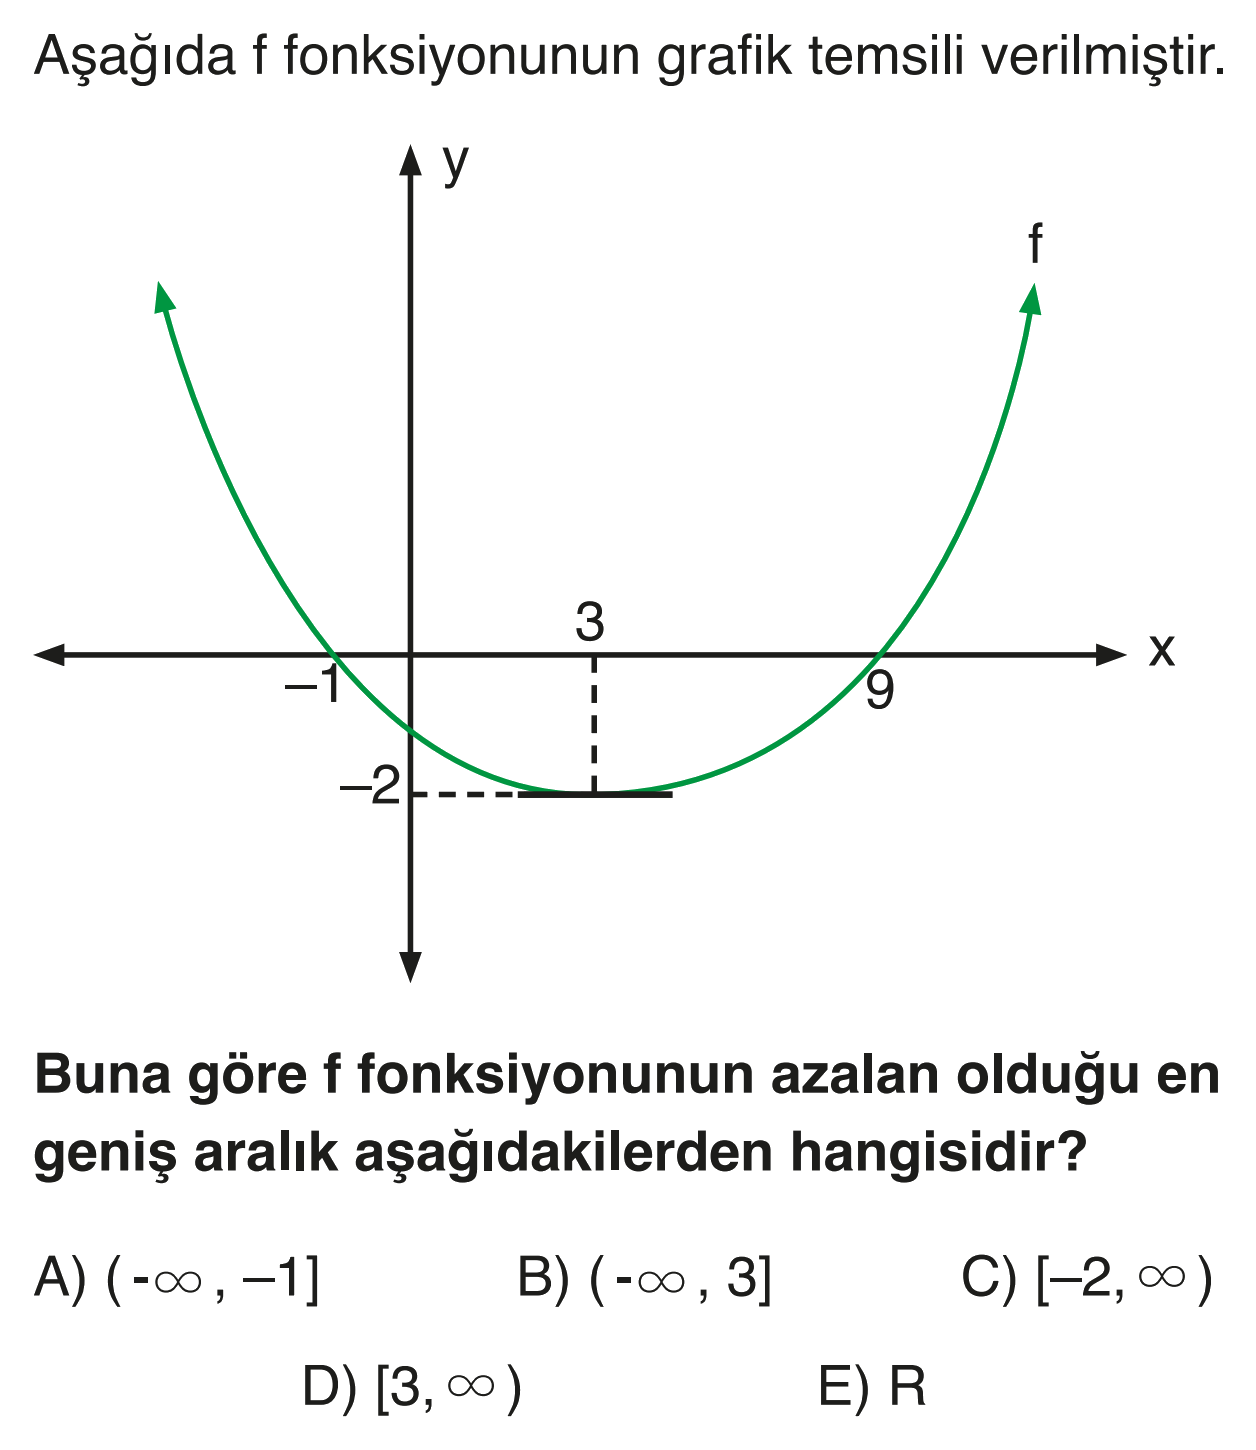 Aşağıda f fonksiyonunun grafik temsili verilmiştir.
y
f
3
x
–1
9
–2
Buna göre f fonksiyonunun azalan olduğu en
geniş aralık aşağıdakilerden hangisidir?
A) (-∞, –1] B) (-∞, 3] C) [–2, ∞)
D) [3, ∞) E) R